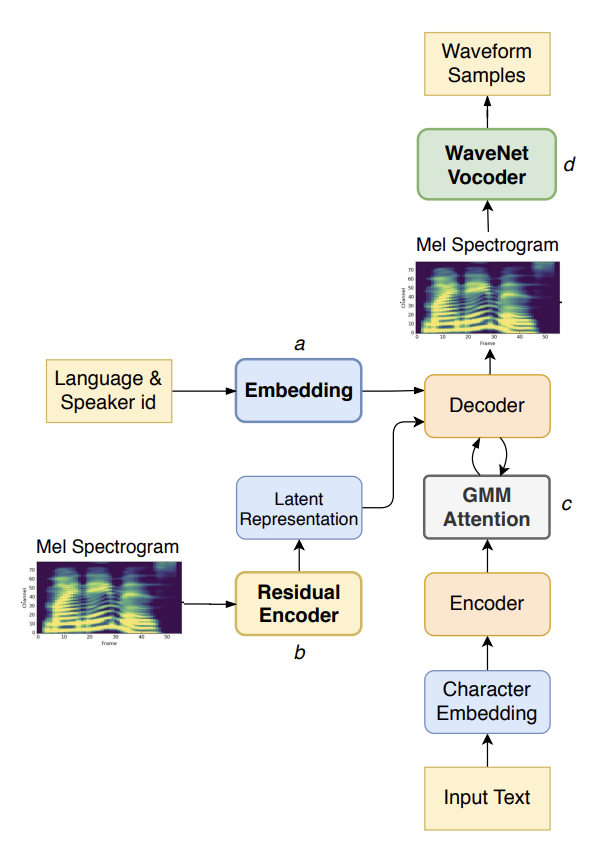 Waveform
Samples
WaveNet
Vocoder
d
Mel Spectrogram
Channel
70
60
50
40
30
20
10
0
0 10 20 30 40 50
Frame
a
Language &
Speaker id
Embedding
Decoder
Latent
Representation
GMM
Attention
c
Mel Spectrogram
Channel
70
60
50
40
30
20
10
0
0 10 20 30 40 50
Frame
Residual
Encoder
b
Encoder
Character
Embedding
Input Text